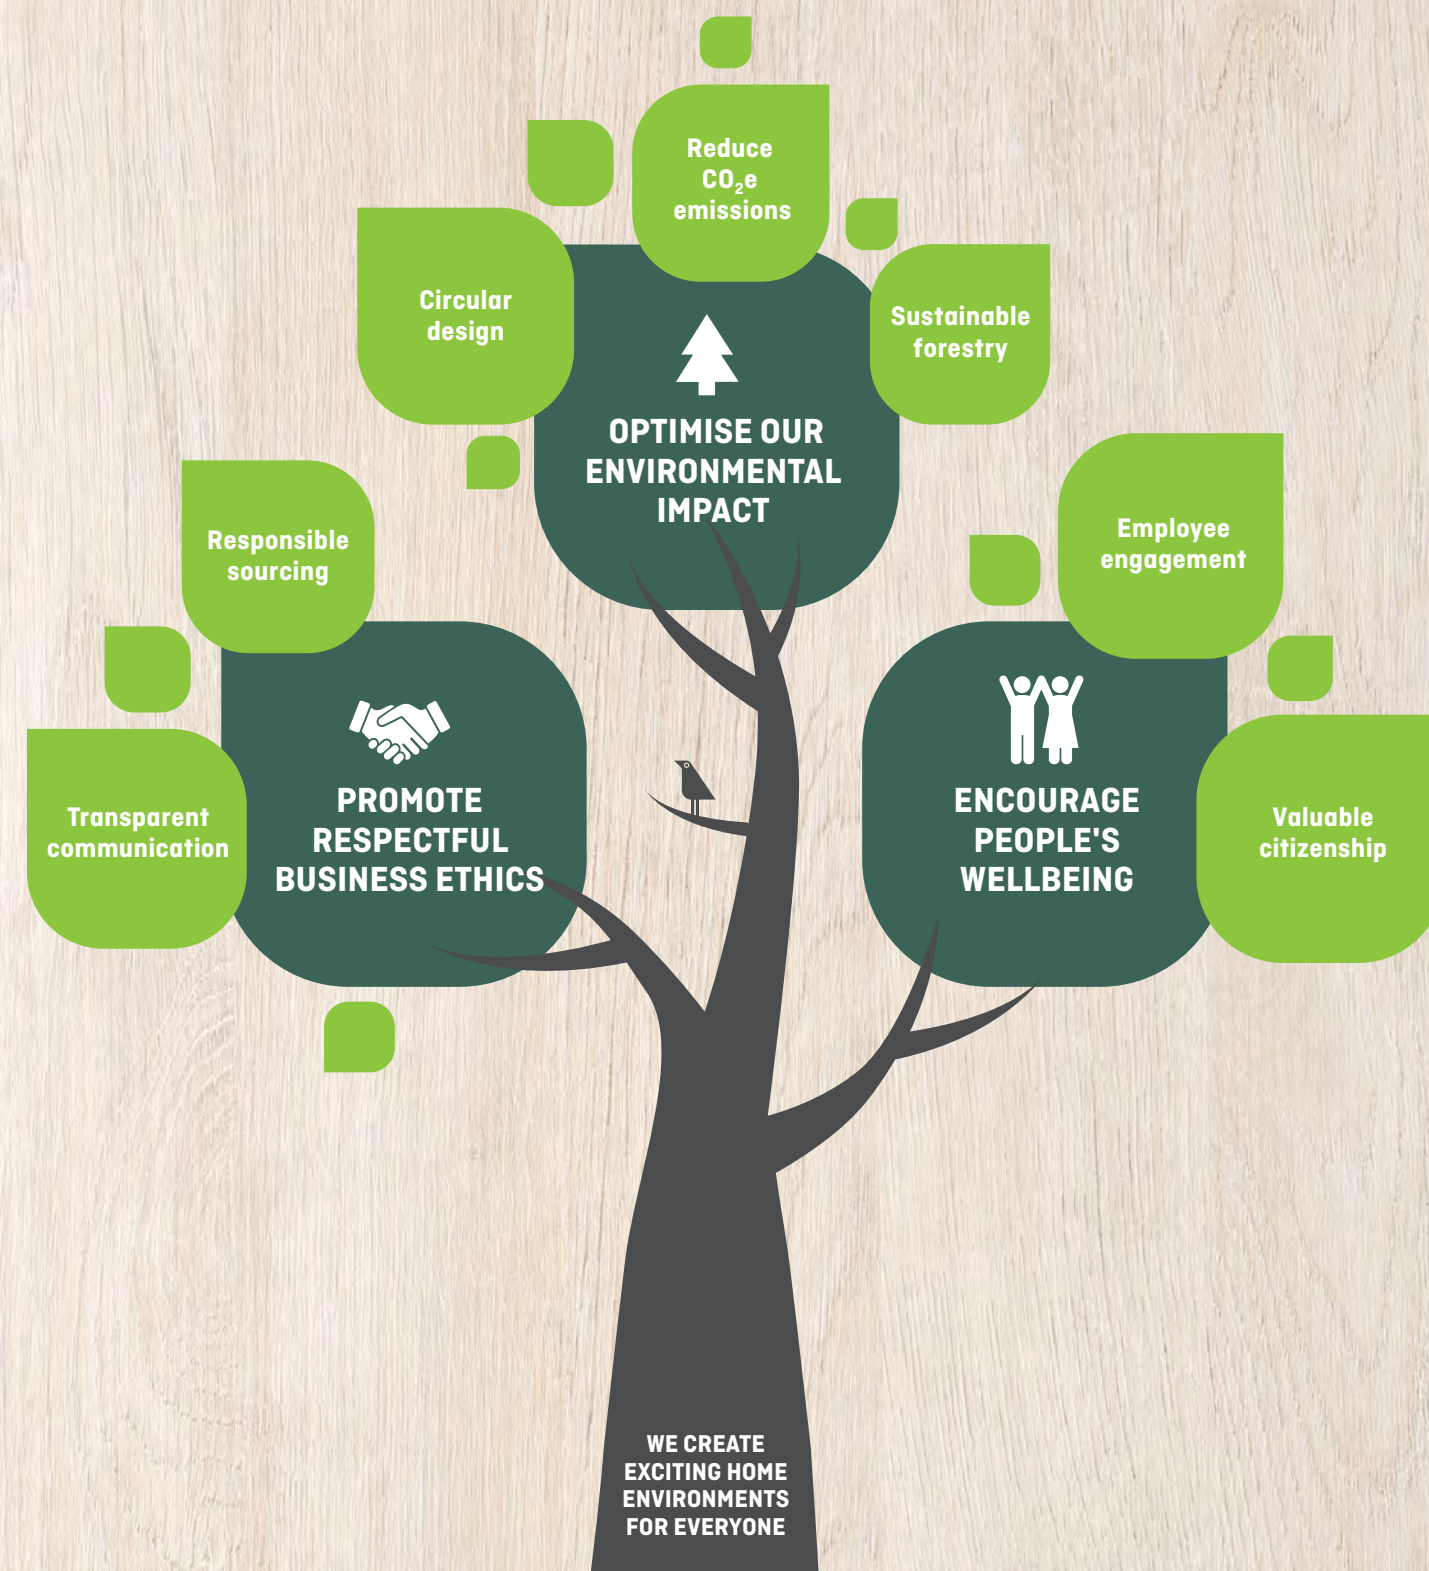 Reduce
CO₂e
emissions
Circular
design
Sustainable
forestry
OPTIMISE OUR
ENVIRONMENTAL
IMPACT
Responsible
sourcing
Employee
engagement
Transparent
communication
PROMOTE
RESPECTFUL
BUSINESS ETHICS
ENCOURAGE
PEOPLE'S
WELLBEING
Valuable
citizenship
WE CREATE
EXCITING HOME
ENVIRONMENTS
FOR EVERYONE